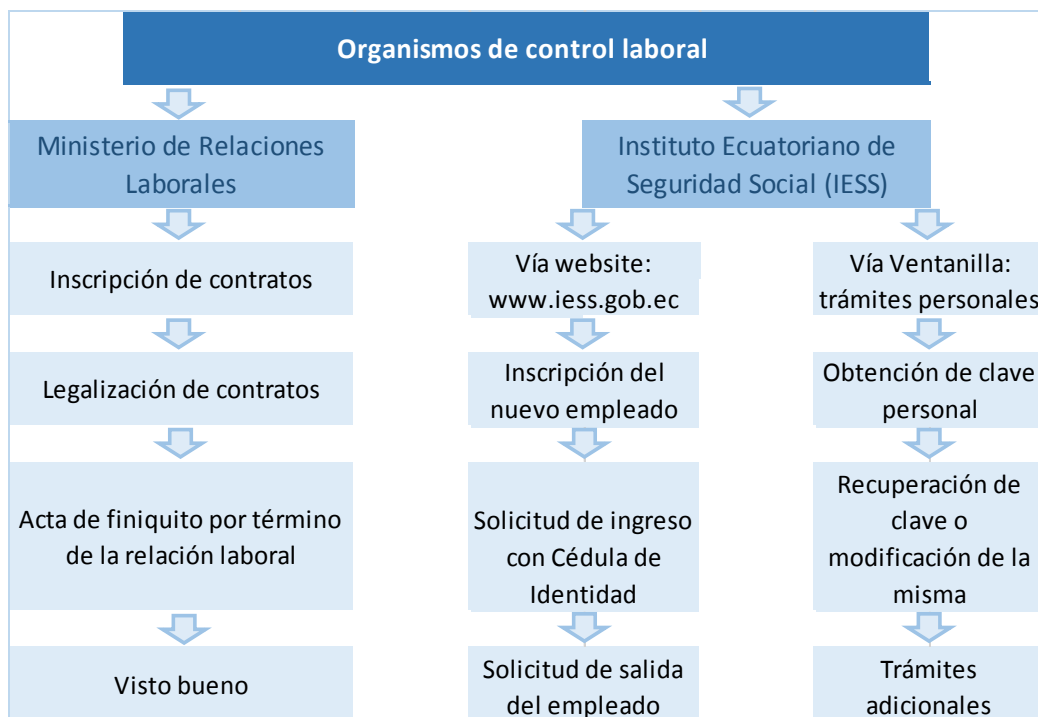 Organismos de control laboral
Ministerio de Relaciones
Laborales
Instituto Ecuatoriano de
Seguridad Social (IESS)
Inscripción de contratos
Vía website:
www.iess.gob.ec
Vía Ventanilla:
trámites personales
Legalización de contratos
Inscripción del
nuevo empleado
Obtención de clave
personal
Acta de finiquito por término
de la relación laboral
Solicitud de ingreso
con Cédula de
Identidad
Recuperación de
clave o
modificación de la
misma
Visto bueno
Solicitud de salida
del empleado
Trámites
adicionales